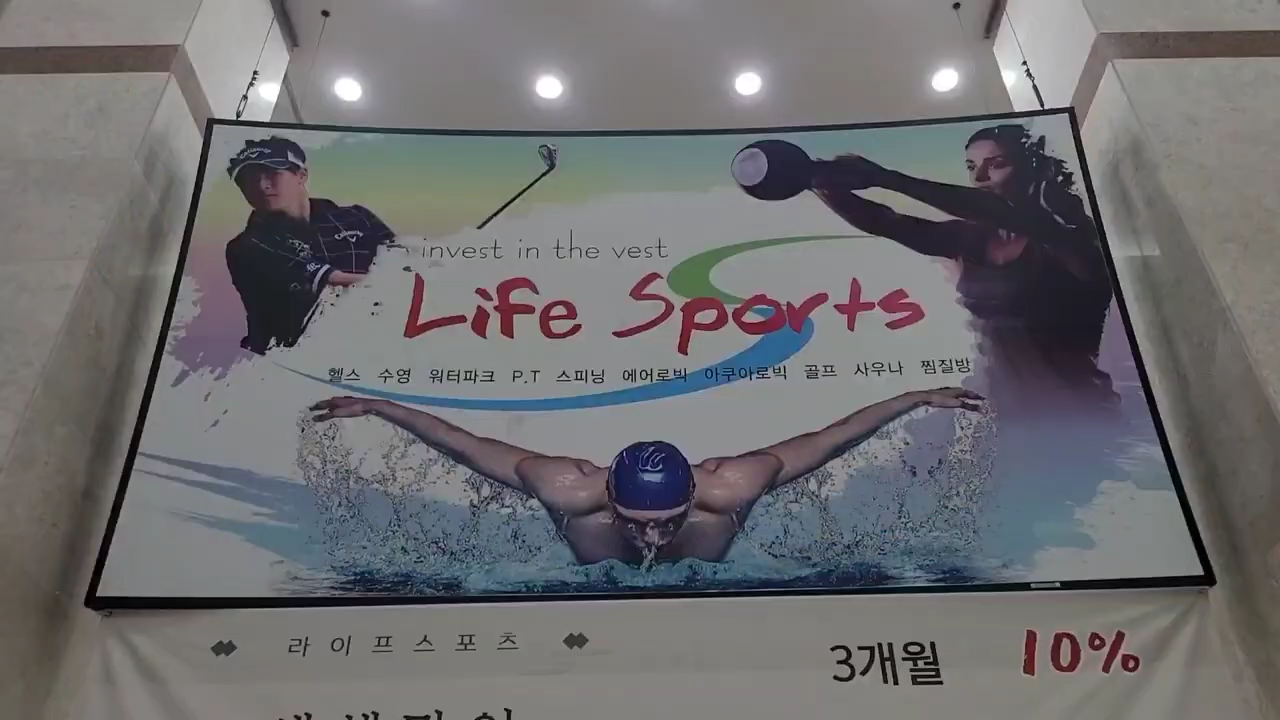 invest in the vest
Life Sports
헬스 수영 워터파크 P.T 스피닝 에어로빅 아쿠아로빅 골프 사우나 찜질방
라이프스포츠
3개월 10%